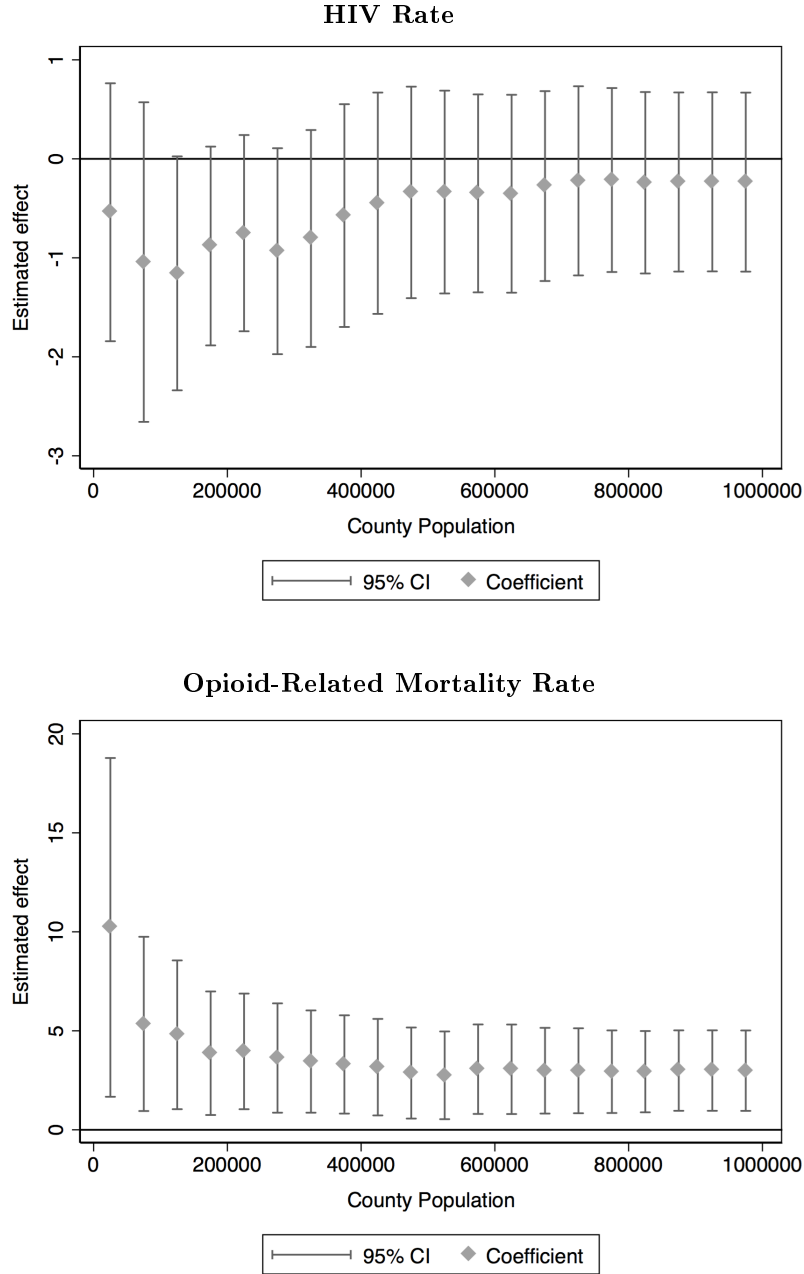 HIV Rate
1
0
-1
-2
-3
Estimated effect
0 200000 400000 600000 800000 1000000
County Population
95% CI Coefficient
Opioid-Related Mortality Rate
20
15
10
5
0
Estimated effect
0 200000 400000 600000 800000 1000000
County Population
95% CI Coefficient